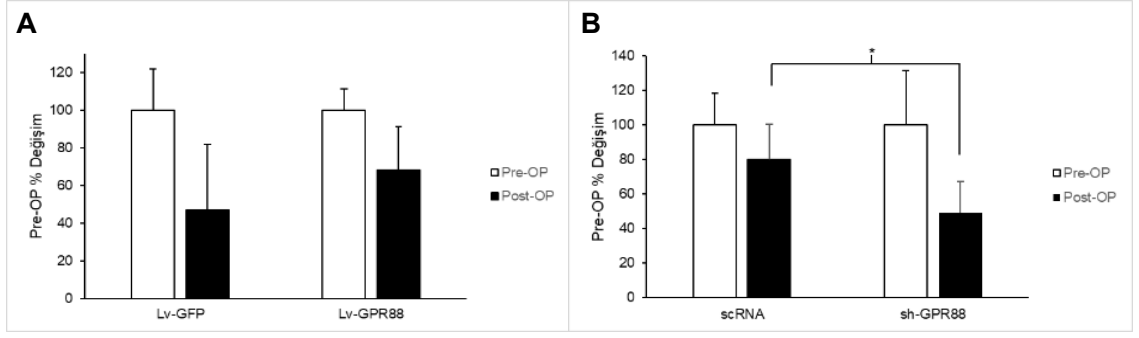 A
Pre-OP % Değişim
120
100
80
60
40
20
0
Lv-GFP
Lv-GPR88
Pre-OP
Post-OP
B
Pre-OP % Değişim
140
120
100
80
60
40
20
0
*
scRNA
sh-GPR88
Pre-OP
Post-OP